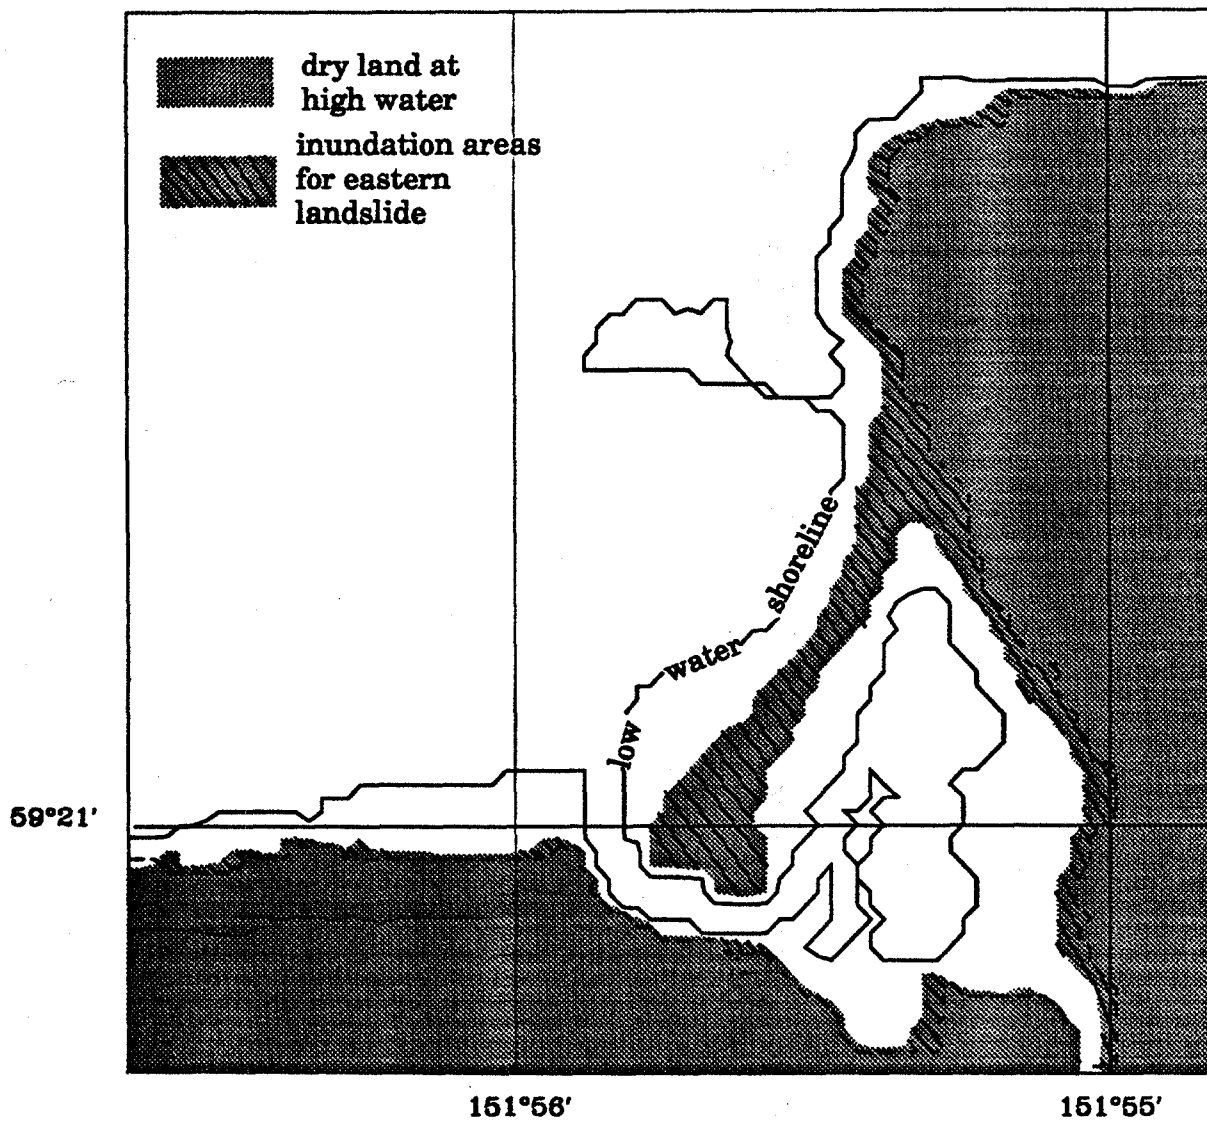 dry land at
high water
inundation areas
for eastern
landslide
low water shoreline
59°21'
151°56'
151°55'